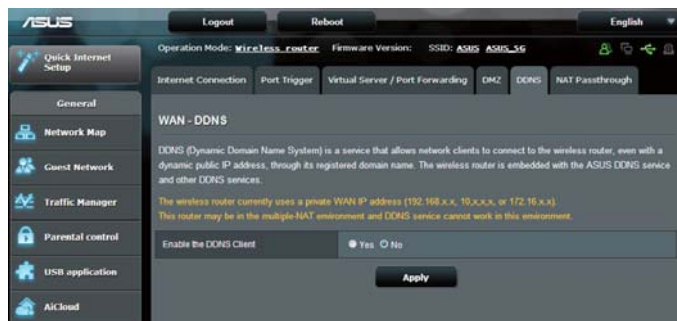 ASUS
Logout
Reboot
English
Quick Internet Setup
Operation Mode: Wireless router Firmware Version: SSID: ASUS ASUS_5G
Internet Connection
Port Trigger
Virtual Server / Port Forwarding
DMZ
DDNS
NAT Passthrough
General
Network Map
Guest Network
Traffic Manager
Parental control
USB application
AiCloud
WAN - DDNS
DDNS (Dynamic Domain Name System) is a service that allows network clients to connect to the wireless router, even with a
dynamic public IP address, through its registered domain name. The wireless router is embedded with the ASUS DDNS service
and other DDNS services.
The wireless router currently uses a private WAN IP address (192.168.x.x, 10,x,x,x, or 172.16.x.x).
This router may be in the multiple-NAT environment and DDNS service cannot work in this environment.
Enable the DDNS Client
Yes No
Apply